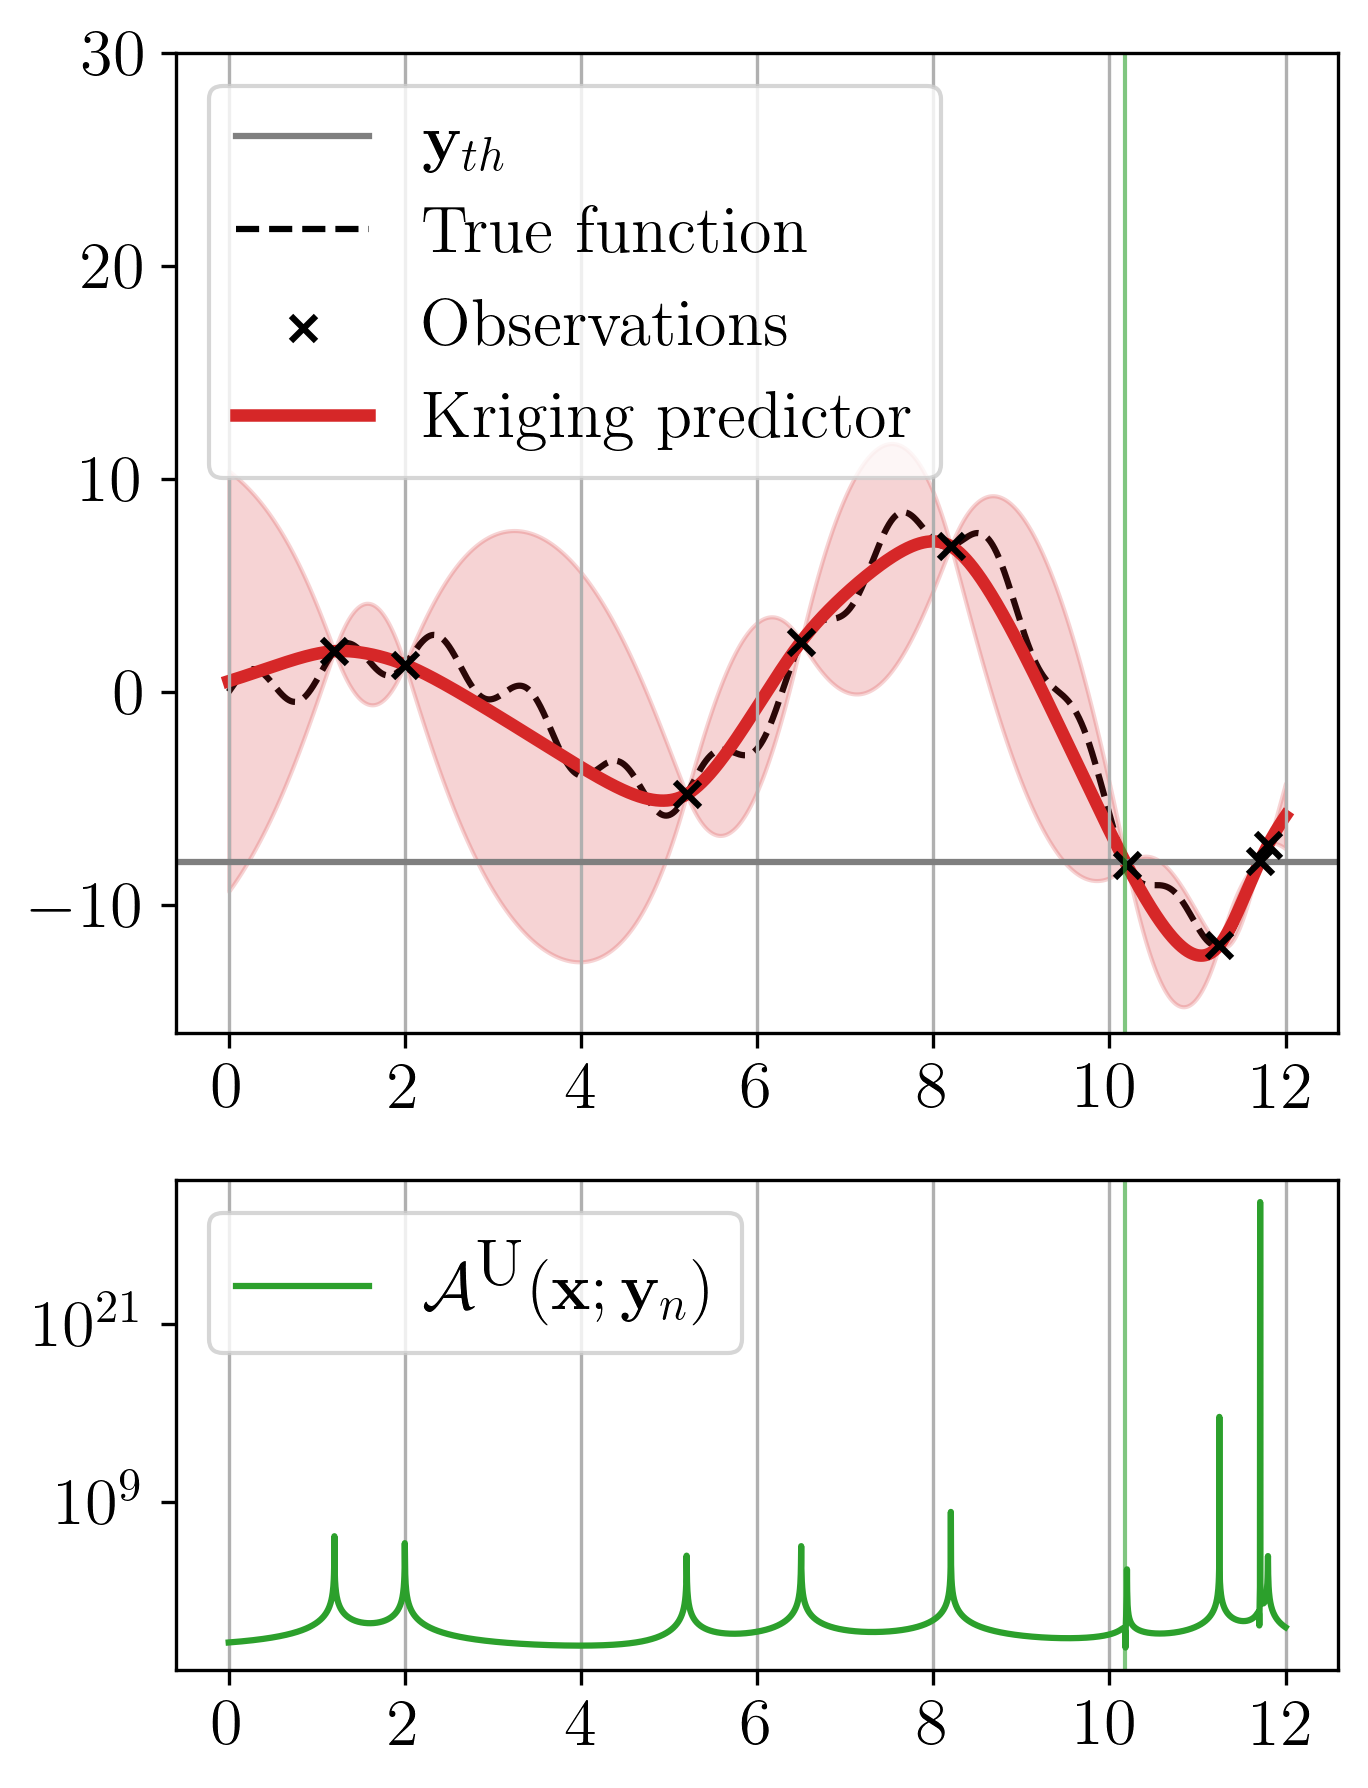 30
20
10
0
−10
y_th
True function
Observations
Kriging predictor
0 2 4 6 8 10 12
10^21
10^9
𝒜^U(x; y_n)
0 2 4 6 8 10 12